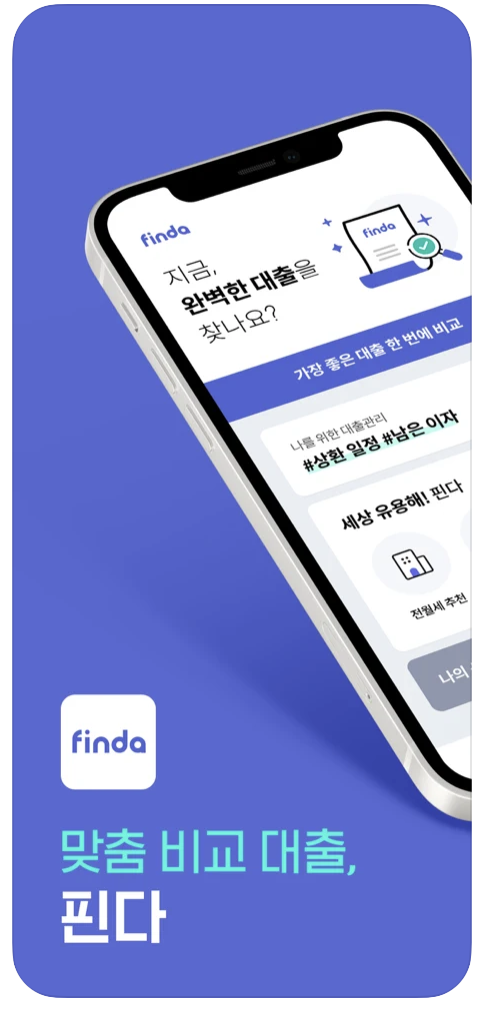 finda
지금,
완벽한 대출을
찾나요?
finda
가장 좋은 대출 한 번에 비교
나를 위한 대출관리
#상환 일정 #남은 이자
세상 유용해! 핀다
전월세 추천
나의
finda
맞춤 비교 대출,
핀다